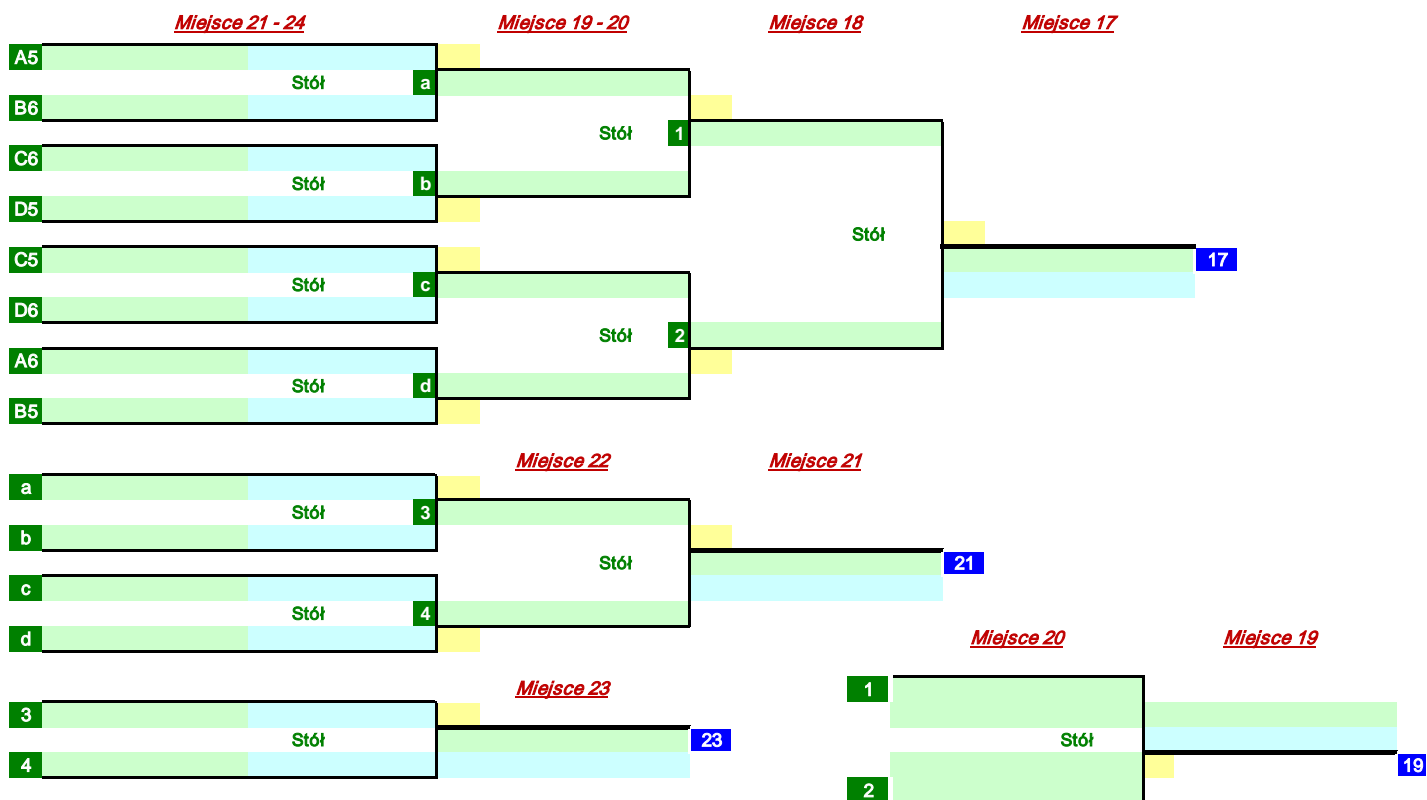 Miejsce 21 - 24 Miejsce 19 - 20 Miejsce 18 Miejsce 17
A5
Stół a
B6
Stół 1
C6
Stół b
D5
Stół
C5 17
Stół c
D6
Stół 2
A6
Stół d
B5
Miejsce 22 Miejsce 21
a
Stół 3
b
Stół 21
c
Stół 4
d Miejsce 20 Miejsce 19
Miejsce 23 1
3
Stół 23 Stół
4 19
2